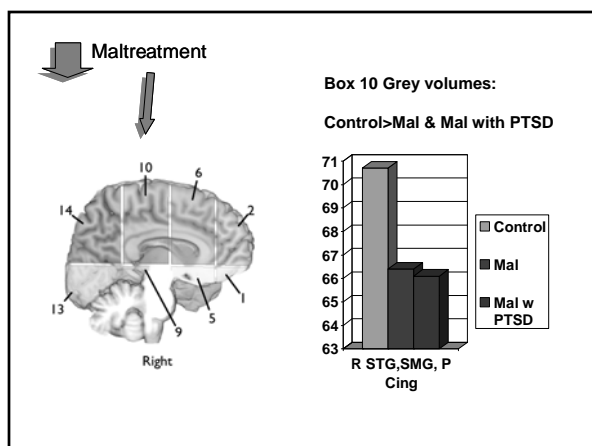 Maltreatment
Box 10 Grey volumes:
Control>Mal & Mal with PTSD
10
6
14
2
13
9
5
1
Right
71
70
69
68
67
66
65
64
63
R STG,SMG, P
Cing
Control
Mal
Mal w
PTSD